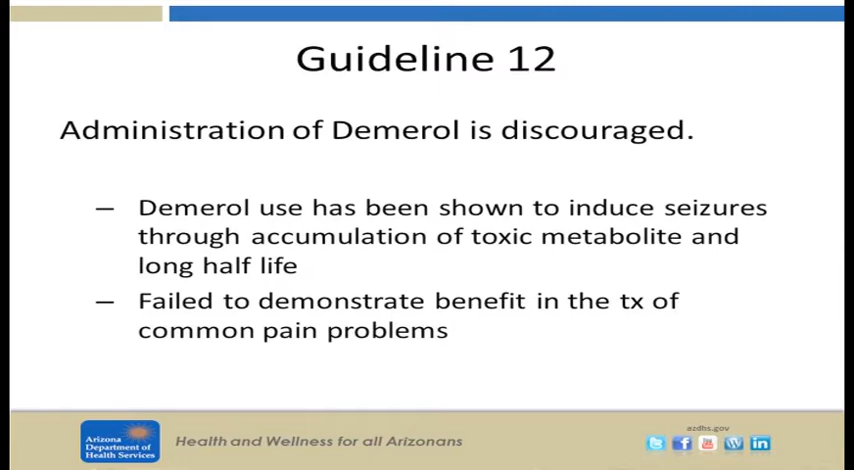 Guideline 12
Administration of Demerol is discouraged.
— Demerol use has been shown to induce seizures
through accumulation of toxic metabolite and
long half life
— Failed to demonstrate benefit in the tx of
common pain problems
Arizona
Department of
Health Services
Health and Wellness for all Arizonans
azdhs.gov